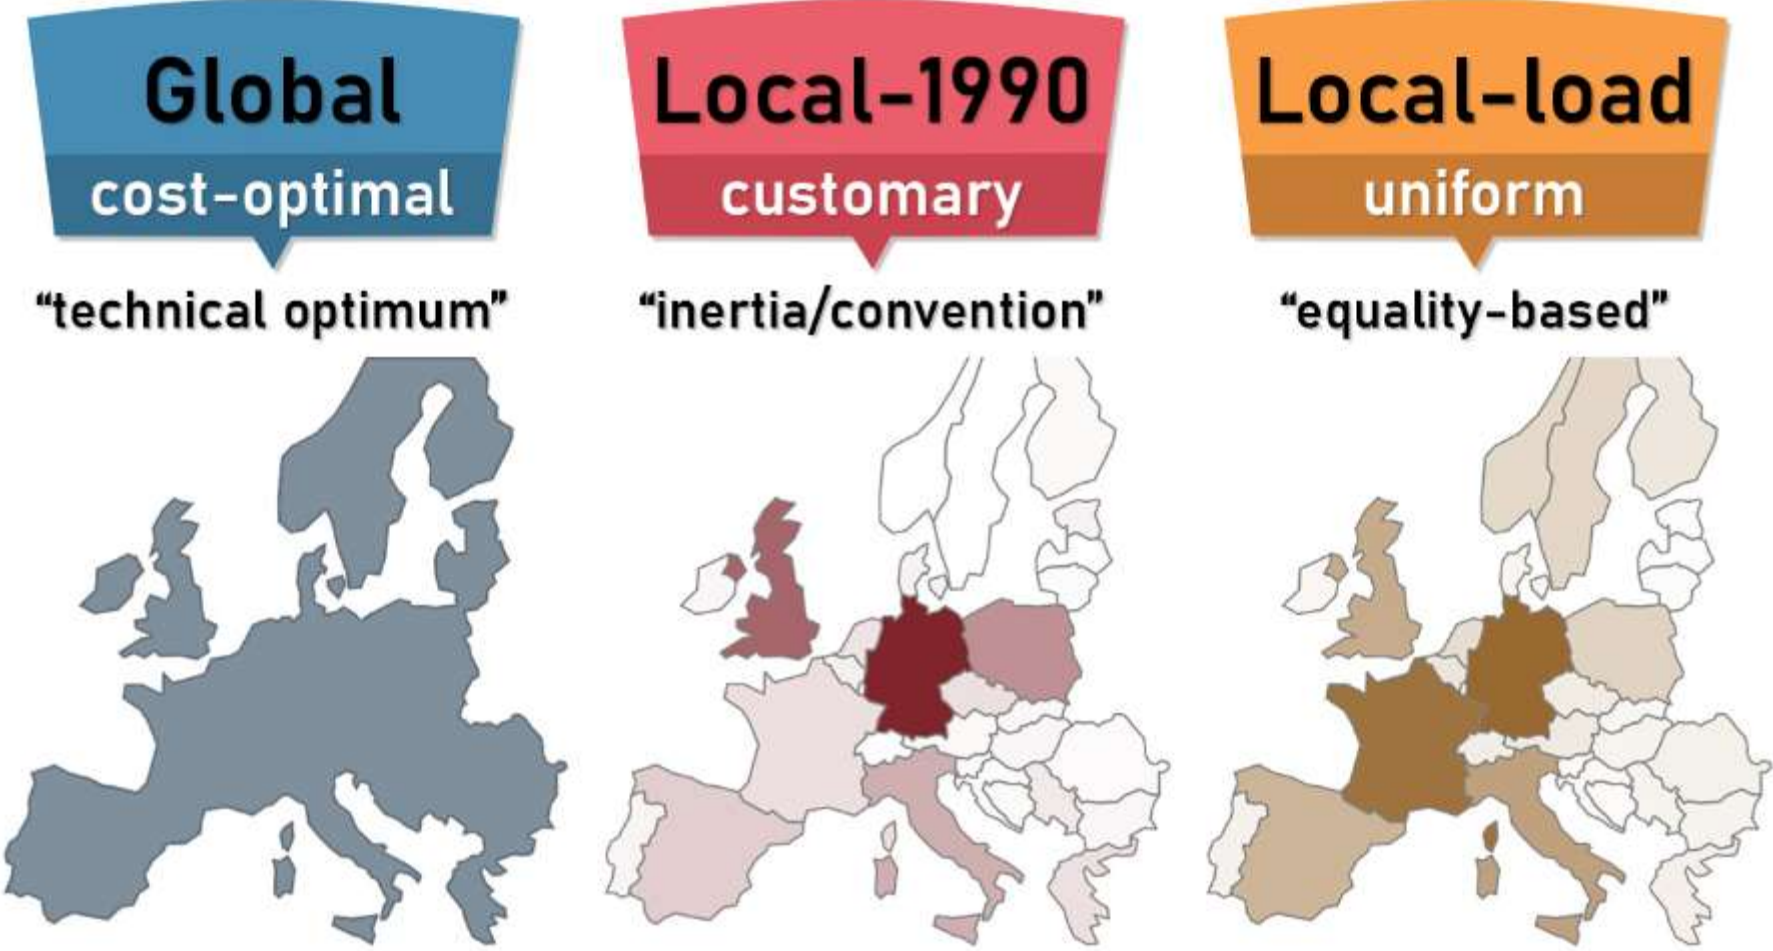 Global
cost-optimal
“technical optimum”
Local-1990
customary
“inertia/convention”
Local-load
uniform
“equality-based”